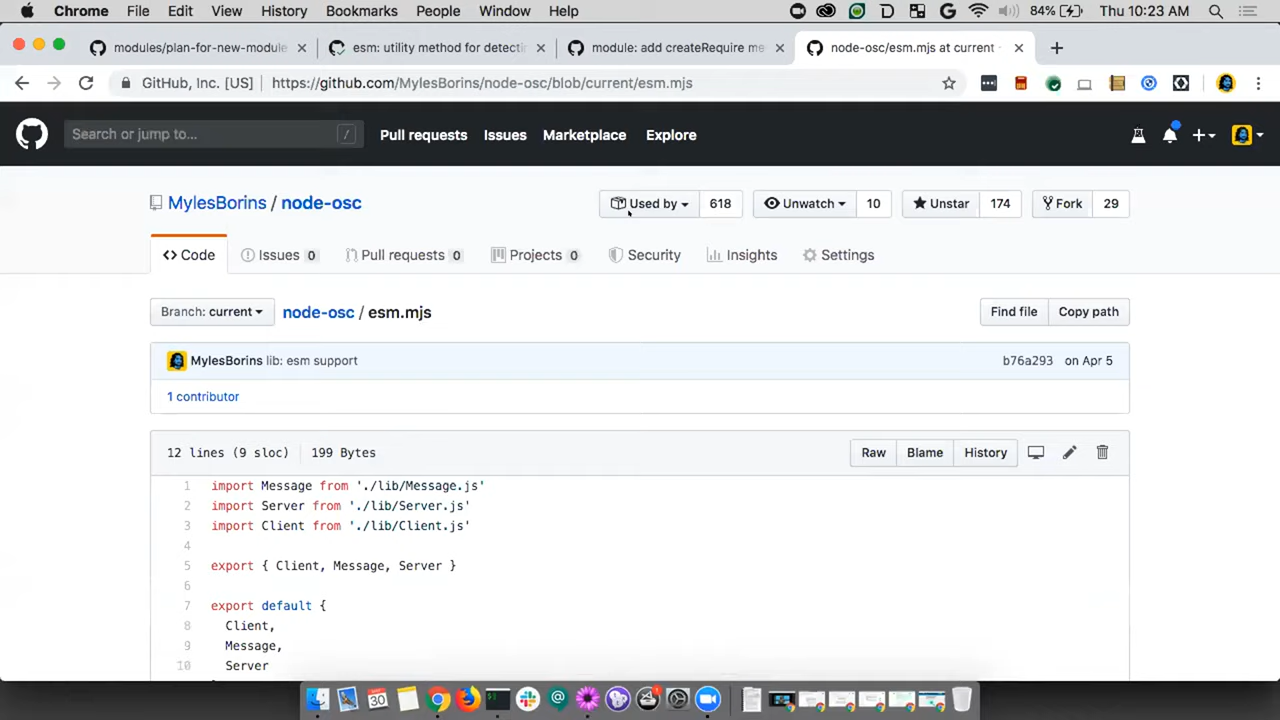 Chrome File Edit View History Bookmarks People Window Help 84% Thu 10:23 AM
modules/plan-for-new-module
esm: utility method for detectin
module: add createRequire me
node-osc/esm.mjs at current
GitHub, Inc. [US] https://github.com/MylesBorins/node-osc/blob/current/esm.mjs
Search or jump to... / Pull requests Issues Marketplace Explore
MylesBorins / node-osc Used by 618 Unwatch 10 Unstar 174 Fork 29
Code Issues 0 Pull requests 0 Projects 0 Security Insights Settings
Branch: current node-osc / esm.mjs Find file Copy path
MylesBorins lib: esm support b76a293 on Apr 5
1 contributor
12 lines (9 sloc) 199 Bytes Raw Blame History
1 import Message from './lib/Message.js'
2 import Server from './lib/Server.js'
3 import Client from './lib/Client.js'
4
5 export { Client, Message, Server }
6
7 export default {
8 Client,
9 Message,
10 Server